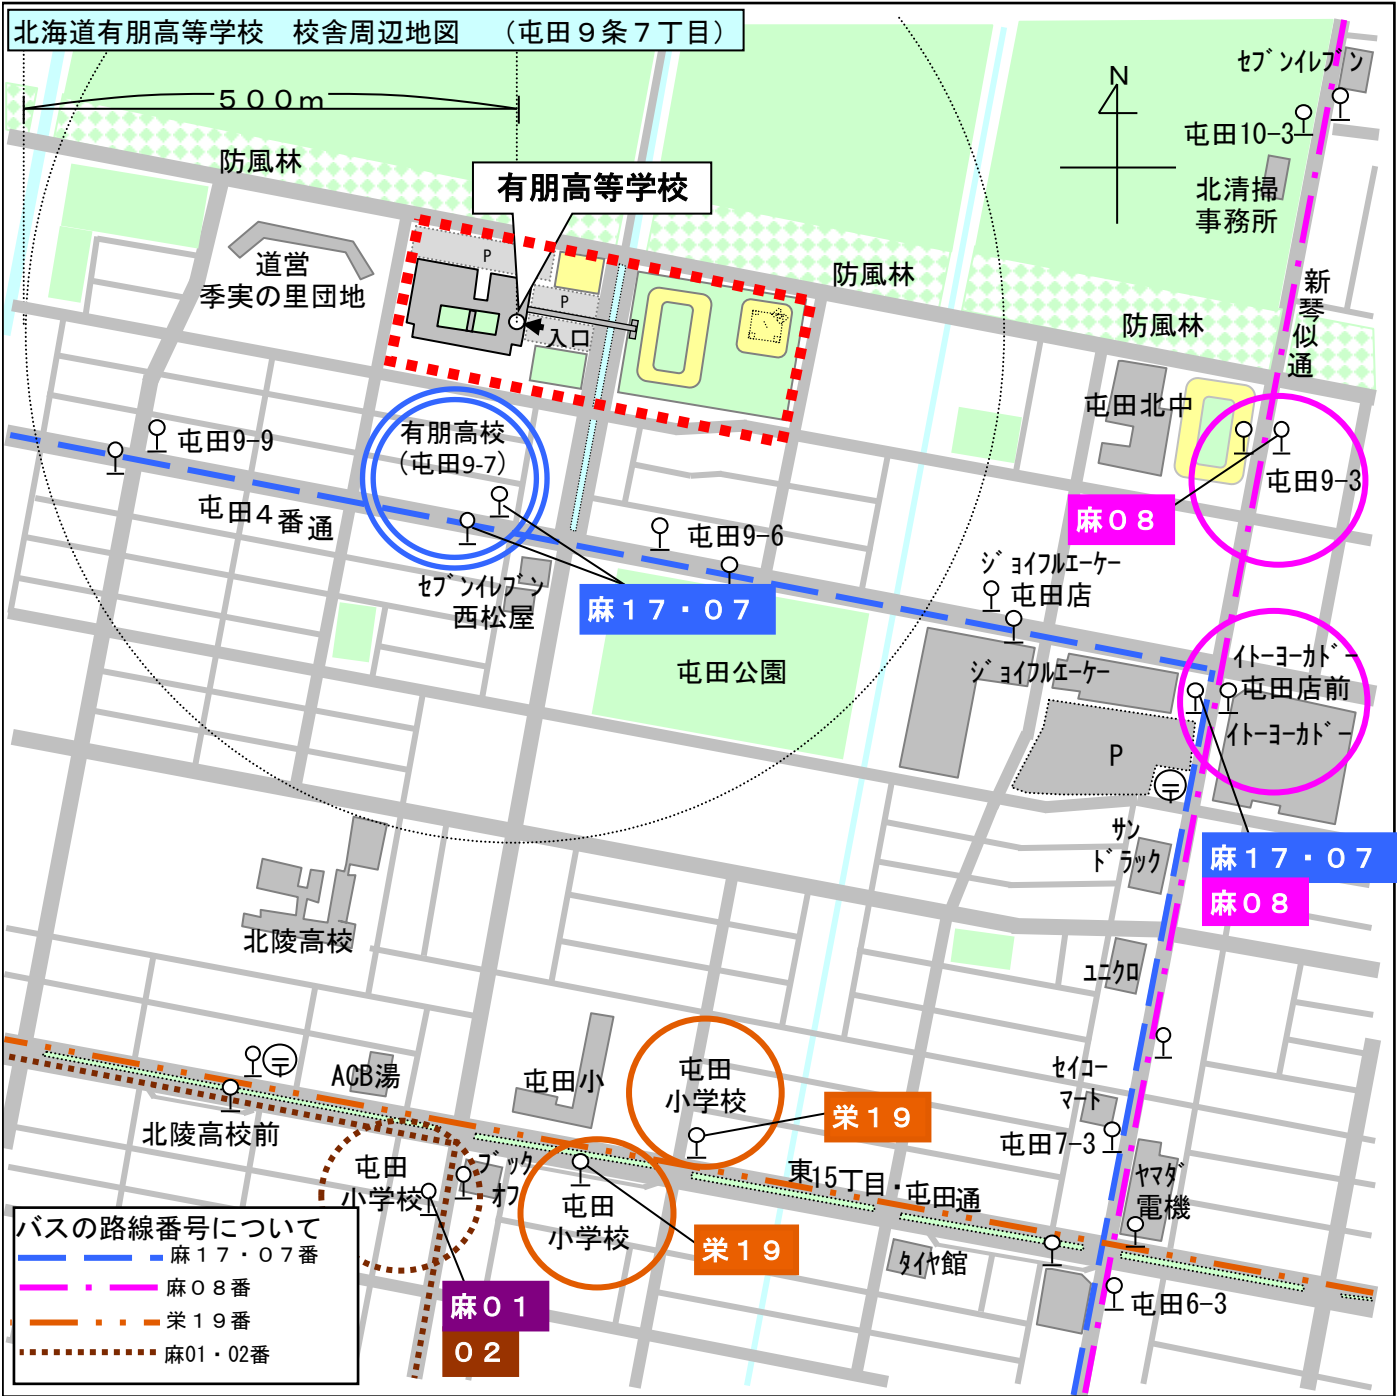 北海道有朋高等学校　校舎周辺地図　（屯田９条７丁目）
５００ｍ
N
ｾﾌﾞﾝｲﾚﾌﾞﾝ
屯田10-3
北清掃
事務所
防風林
有朋高等学校
道営
季実の里団地
P
P
入口
防風林
新琴似通
防風林
屯田北中
有朋高校
（屯田9-7）
屯田9-9
屯田４番通
屯田9-3
麻０８
屯田9-6
ｼﾞｮｲﾌﾙエーケー
屯田店
ｾﾌﾞﾝｲﾚﾌﾞﾝ
西松屋
麻１７・０７
屯田公園
ｼﾞｮｲﾌﾙエーケー
ｲﾄｰﾖｰｶﾄﾞｰ
屯田店前
ｲﾄｰﾖｰｶﾄﾞｰ
P
〒
ｻﾝ
ﾄﾞﾗｯｸ
麻１７・０７
麻０８
北陵高校
ﾕﾆｸﾛ
〒
ACB湯
屯田小
屯田
小学校
ｾｲｺｰ
ﾏｰﾄ
栄１９
北陵高校前
屯田7-3
屯田
小学校
ﾌﾞｯｸ
ｵﾌ
屯田
小学校
東15丁目・屯田通
ﾔﾏﾀﾞ
電機
栄１９
ﾀｲﾔ館
屯田6-3
麻０１
０２
バスの路線番号について
麻１７・０７番
麻０８番
栄１９番
麻01・02番